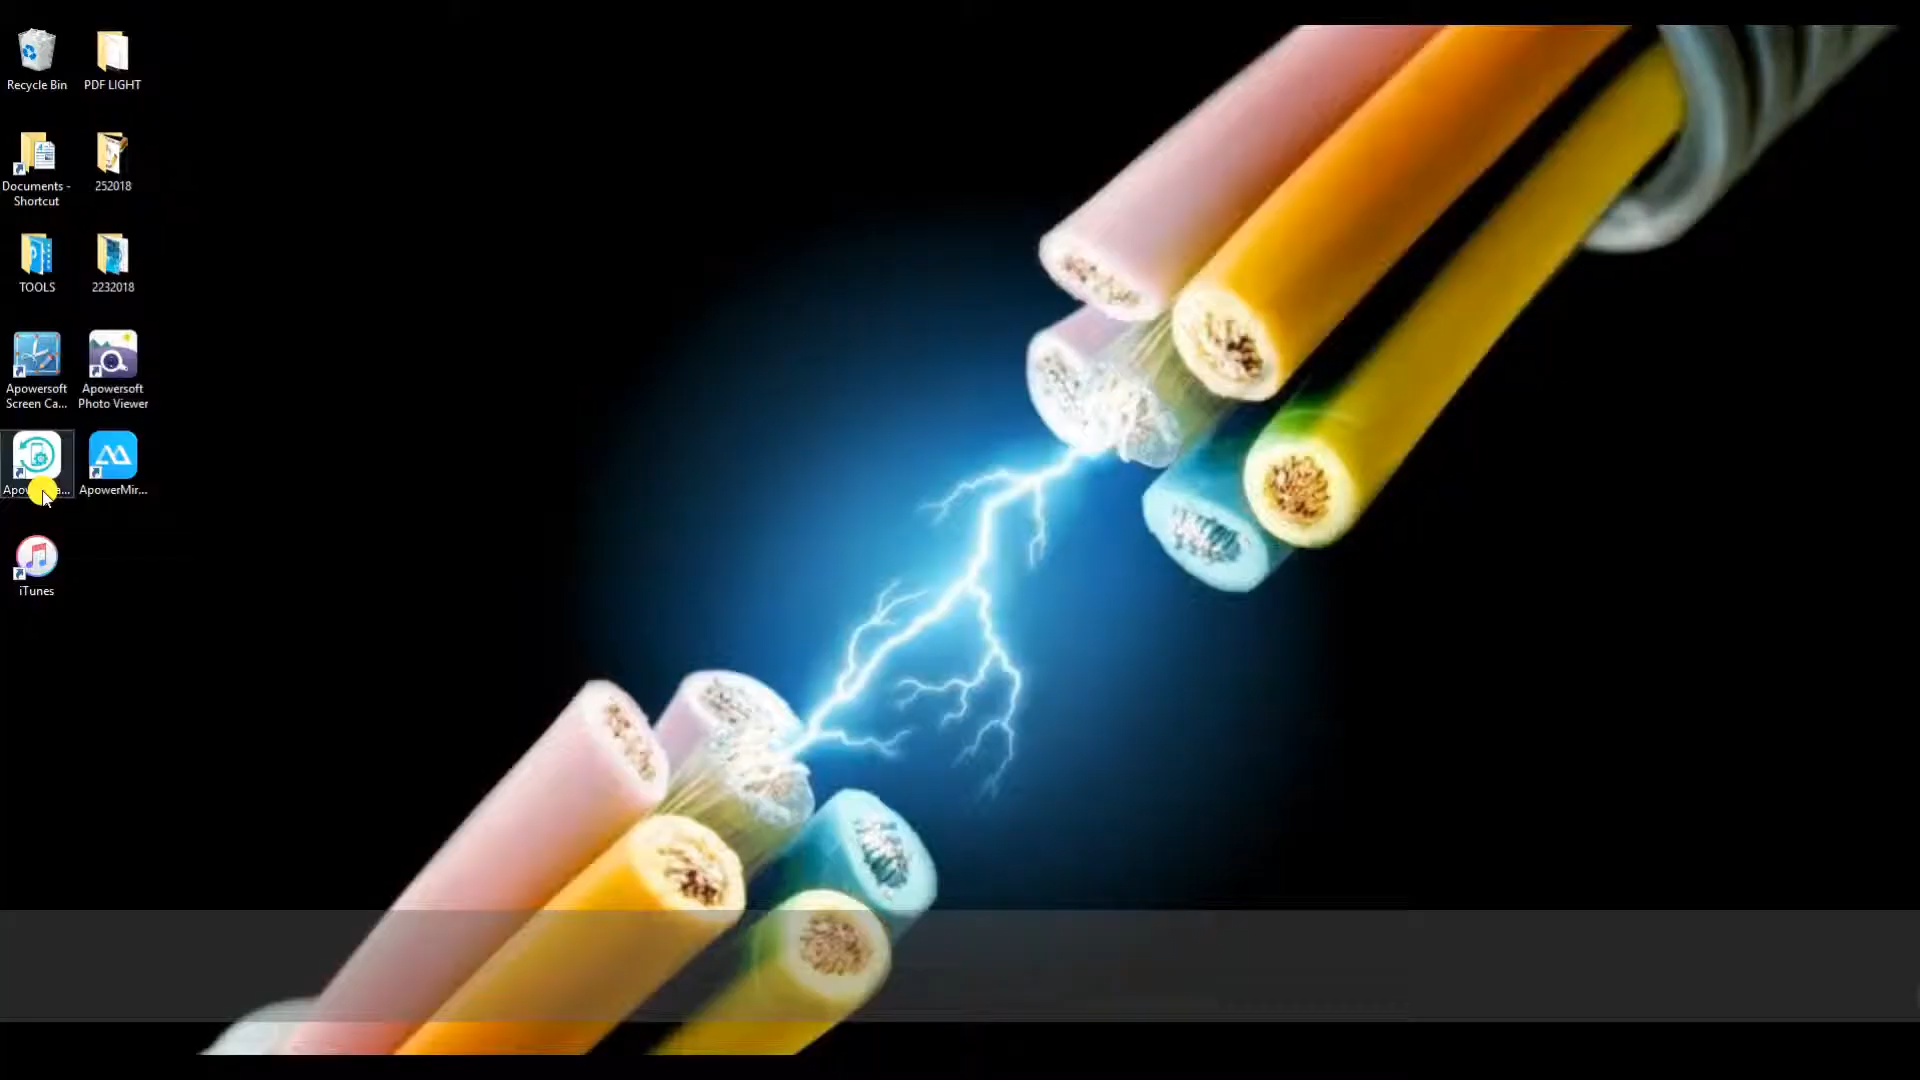 Recycle Bin
PDF LIGHT
Documents -
Shortcut
252018
TOOLS
2232018
Apowersoft
Screen Ca...
Apowersoft
Photo Viewer
ApowerMir...
iTunes